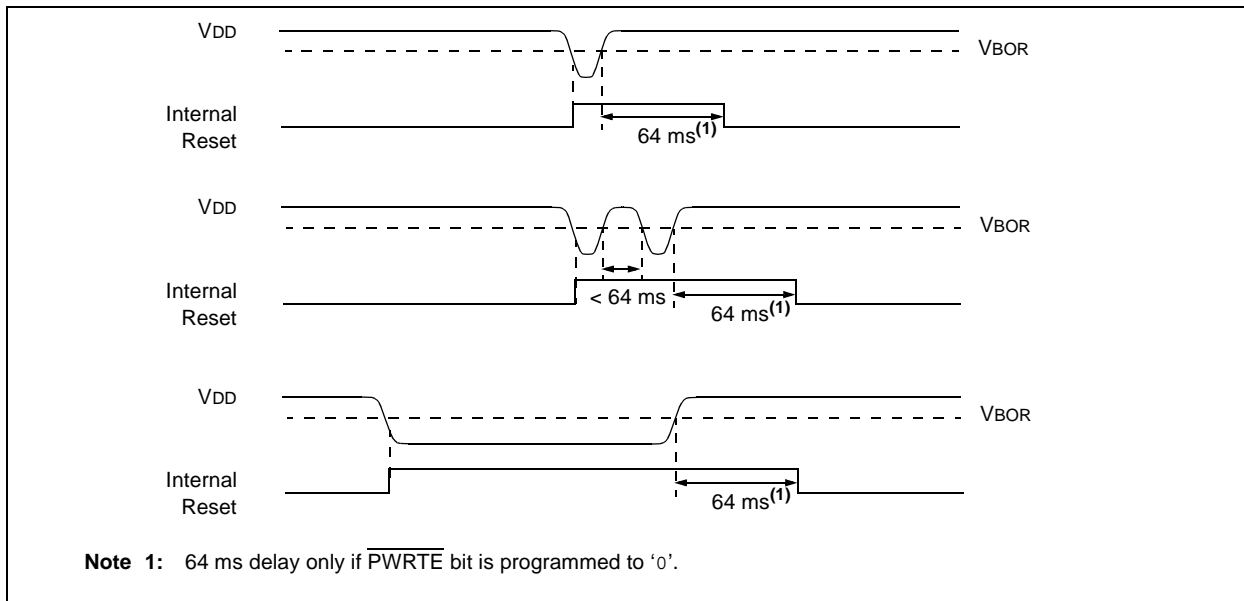 VDD
VBOR
Internal
Reset
64 ms(1)
VDD
VBOR
Internal
Reset
< 64 ms
64 ms(1)
VDD
VBOR
Internal
Reset
64 ms(1)
Note 1: 64 ms delay only if PWRTE bit is programmed to ‘0’.